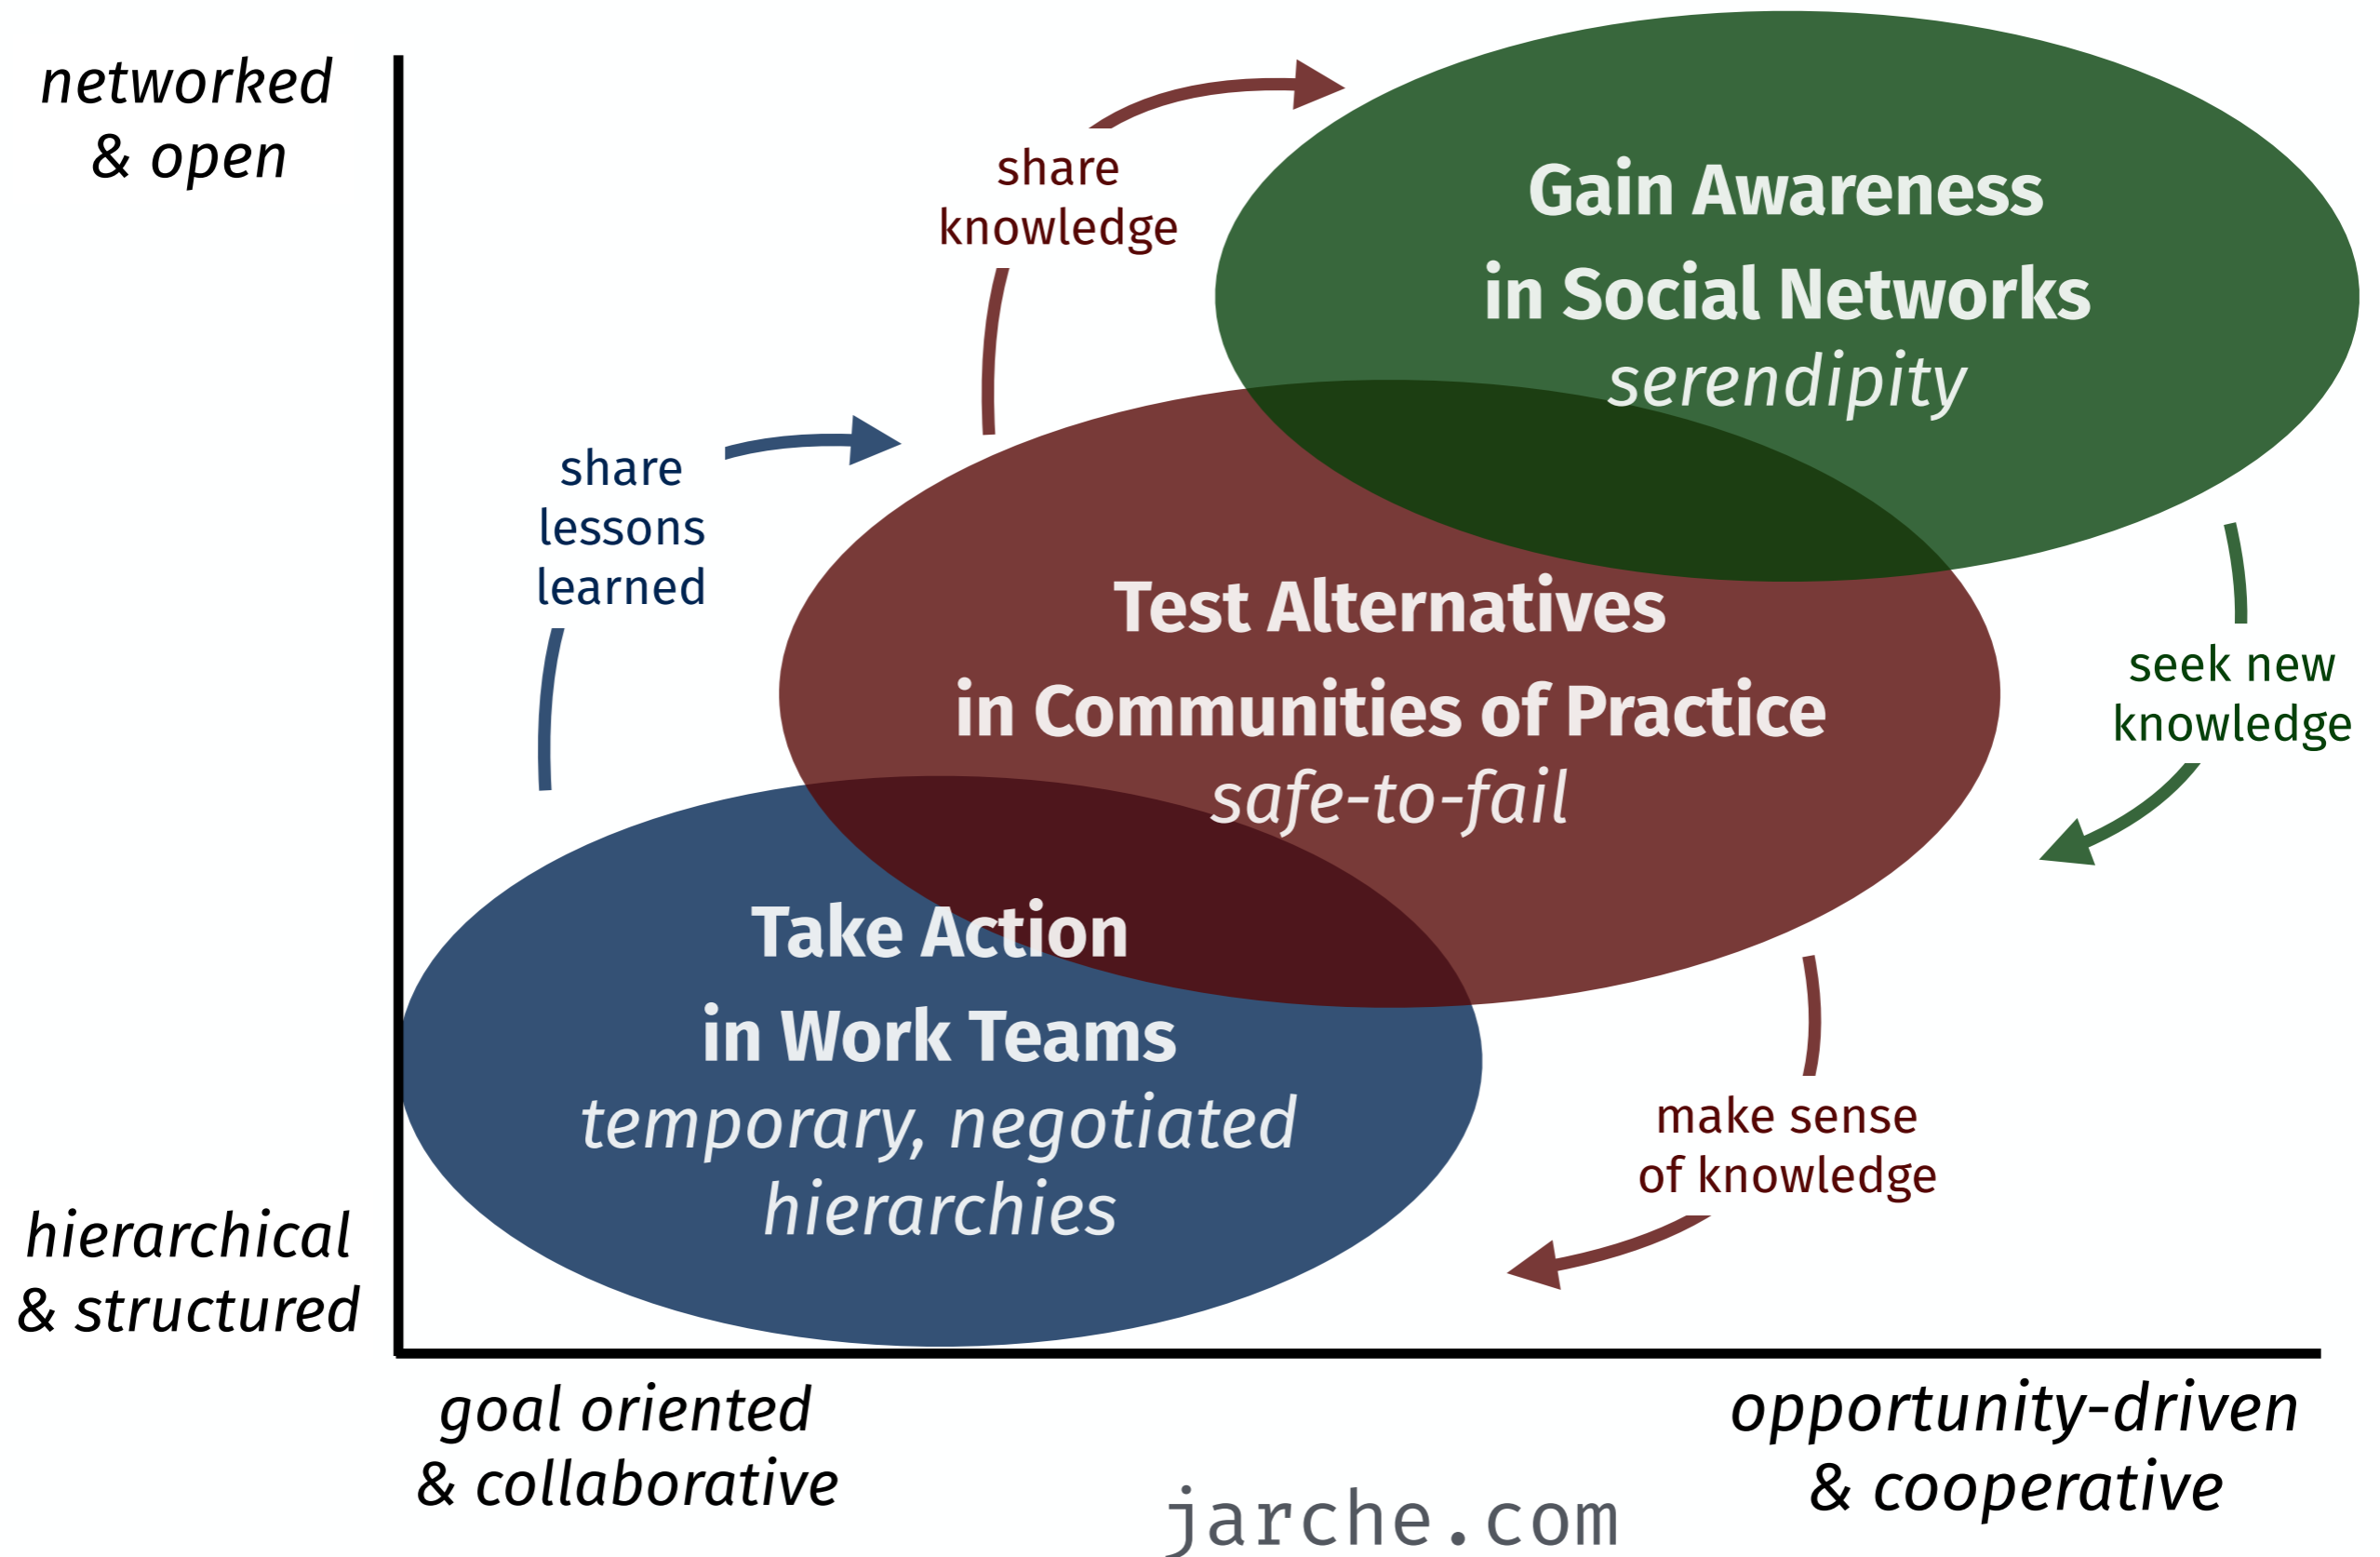 networked
& open
share
knowledge
Gain Awareness
in Social Networks
serendipity
share
lessons
learned
Test Alternatives
in Communities of Practice
safe-to-fail
seek new
knowledge
Take Action
in Work Teams
temporary, negotiated
hierarchies
make sense
of knowledge
hierarchical
& structured
goal oriented
& collaborative
opportunity-driven
& cooperative
jarche.com